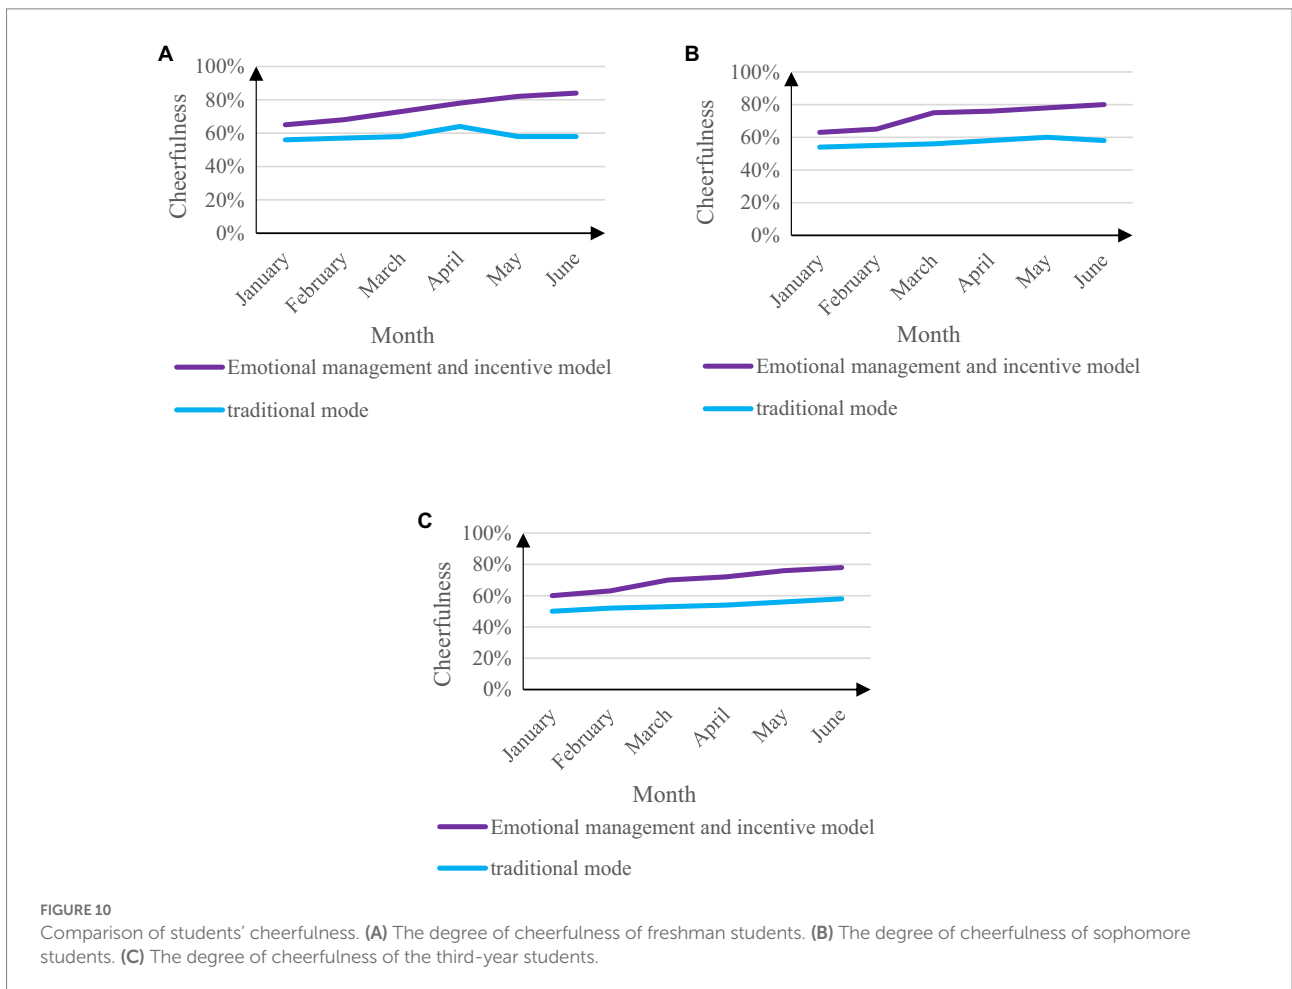 A
100%
80%
60%
40%
20%
0%
Cheerfulness
January
February
March
April
May
June
Month
Emotional management and incentive model
traditional mode
B
100%
80%
60%
40%
20%
0%
Cheerfulness
January
February
March
April
May
June
Month
Emotional management and incentive model
traditional mode
C
100%
80%
60%
40%
20%
0%
Cheerfulness
January
February
March
April
May
June
Month
Emotional management and incentive model
traditional mode
FIGURE 10
Comparison of students’ cheerfulness. (A) The degree of cheerfulness of freshman students. (B) The degree of cheerfulness of sophomore
students. (C) The degree of cheerfulness of the third-year students.